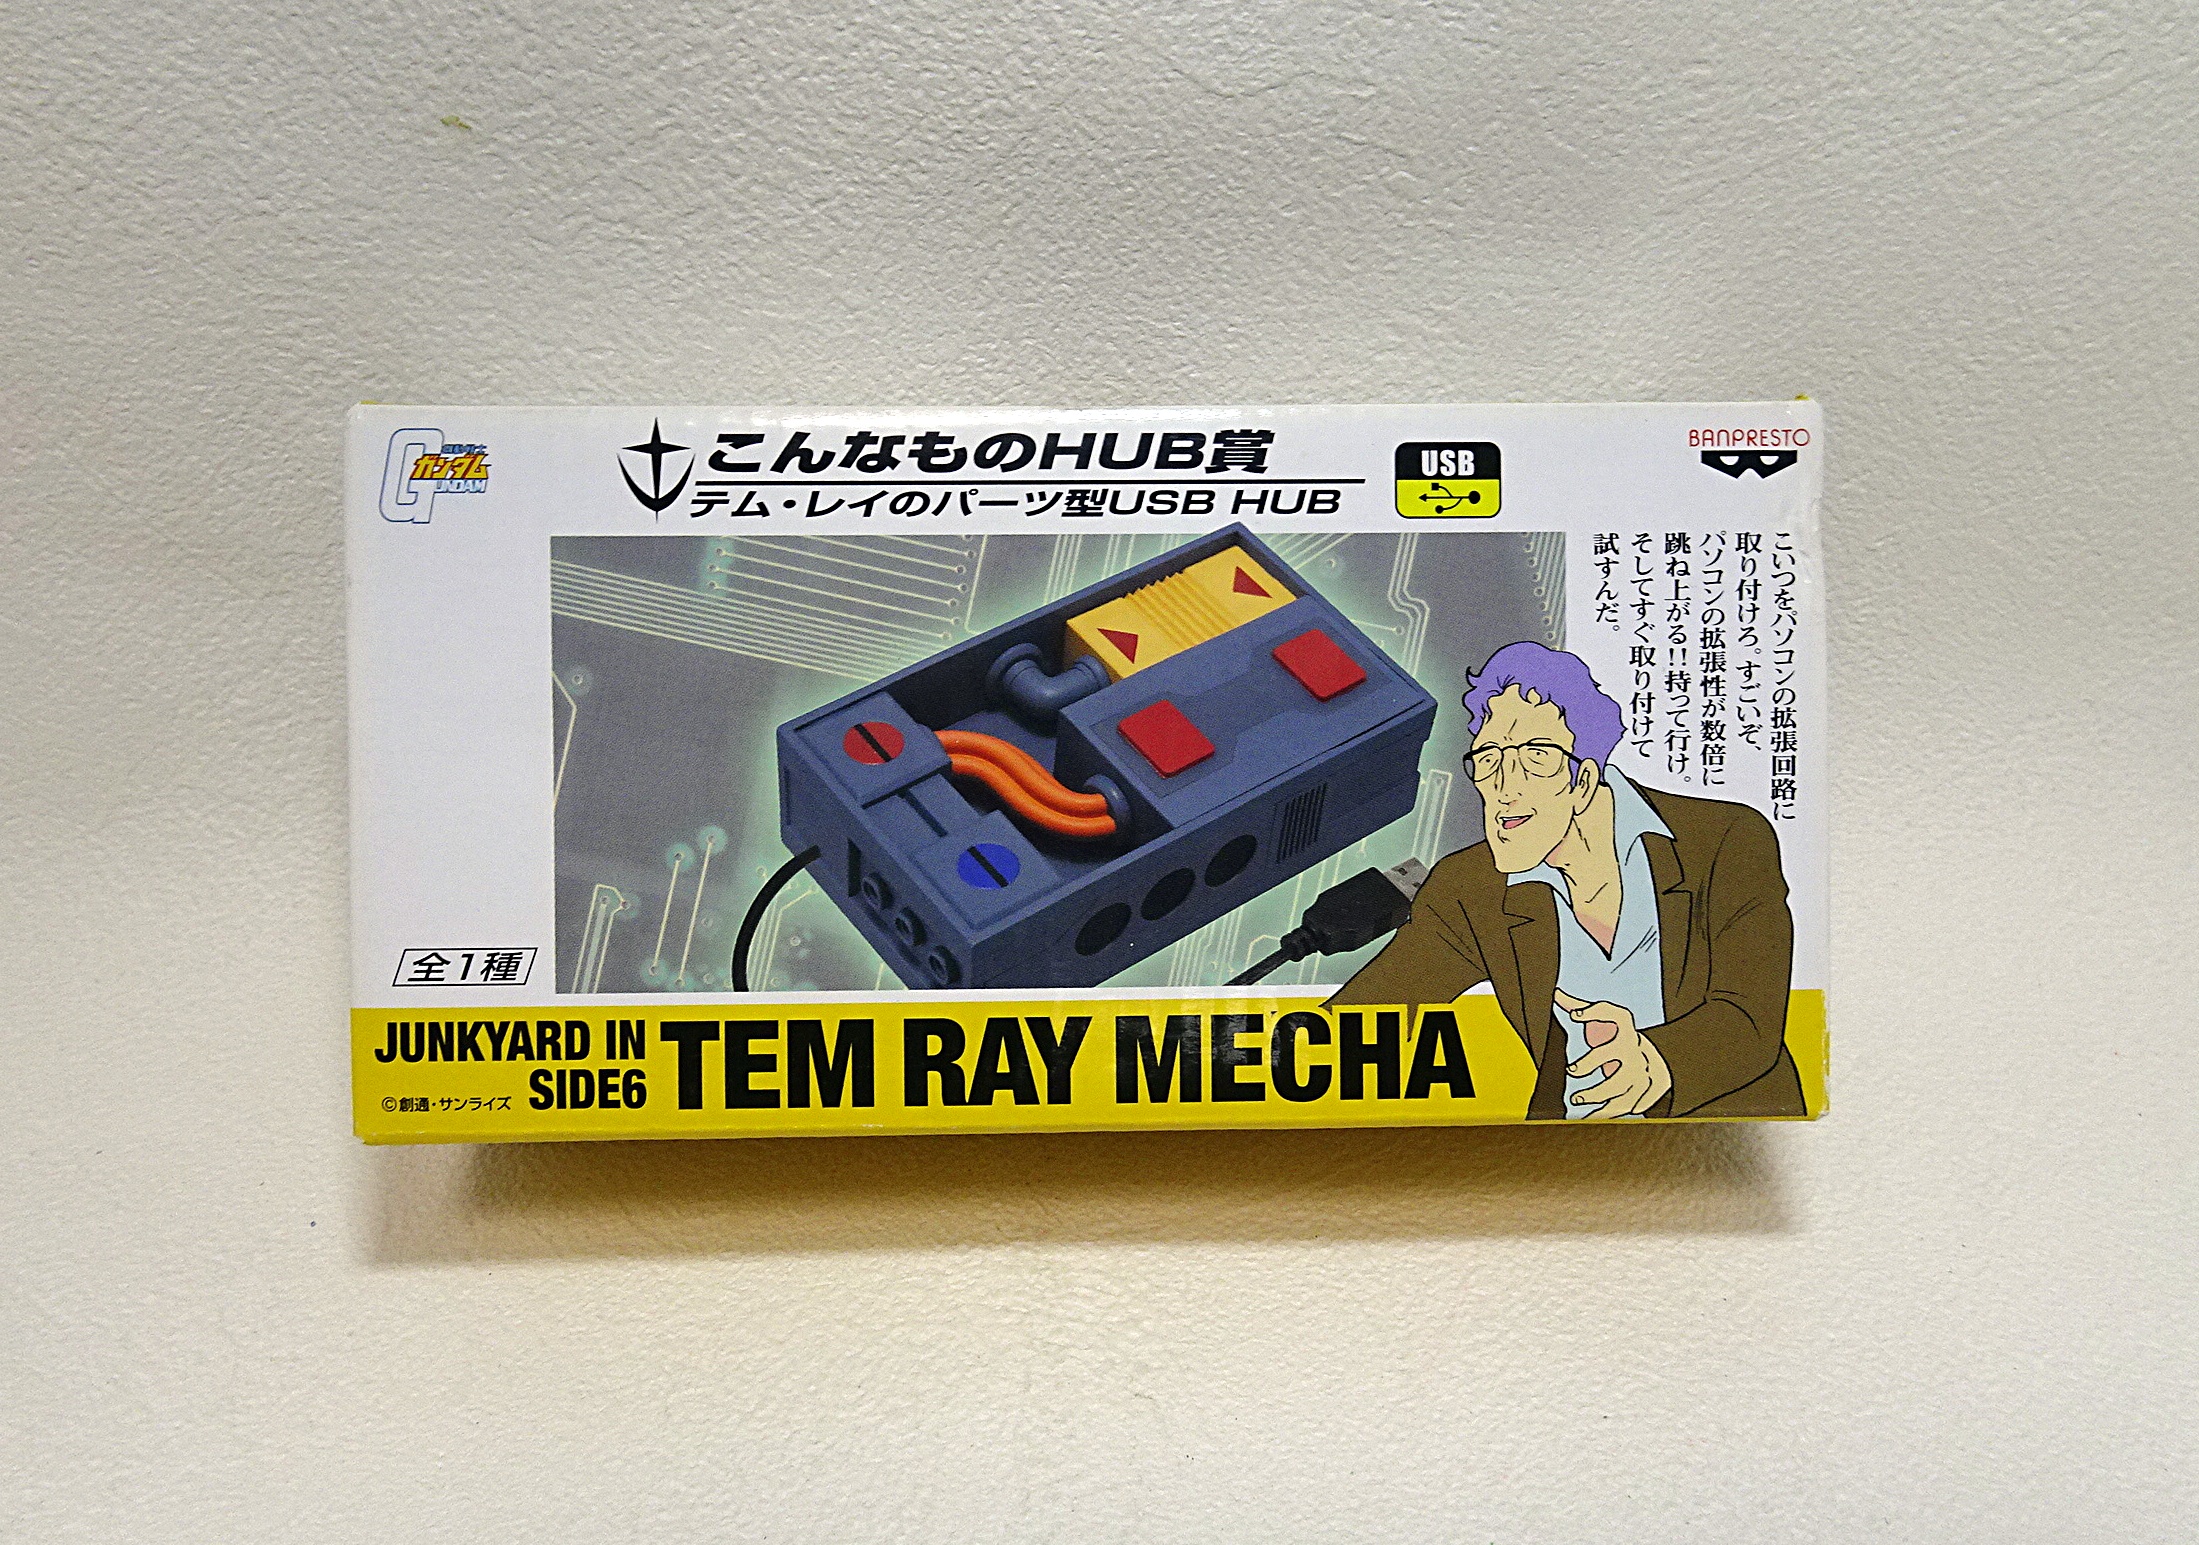 機動戦士
ガンダム
GUNDAM
こんなものHUB賞
テム・レイのパーツ型USB HUB
USB
BANPRESTO
こいつをパソコンの拡張回路に
取り付けろ。すごいぞ、
パソコンの拡張性が数倍に
跳ね上がる!!持って行け。
そしてすぐ取り付けて
試すんだ。
全1種
JUNKYARD IN
SIDE6
TEM RAY MECHA
©創通・サンライズ